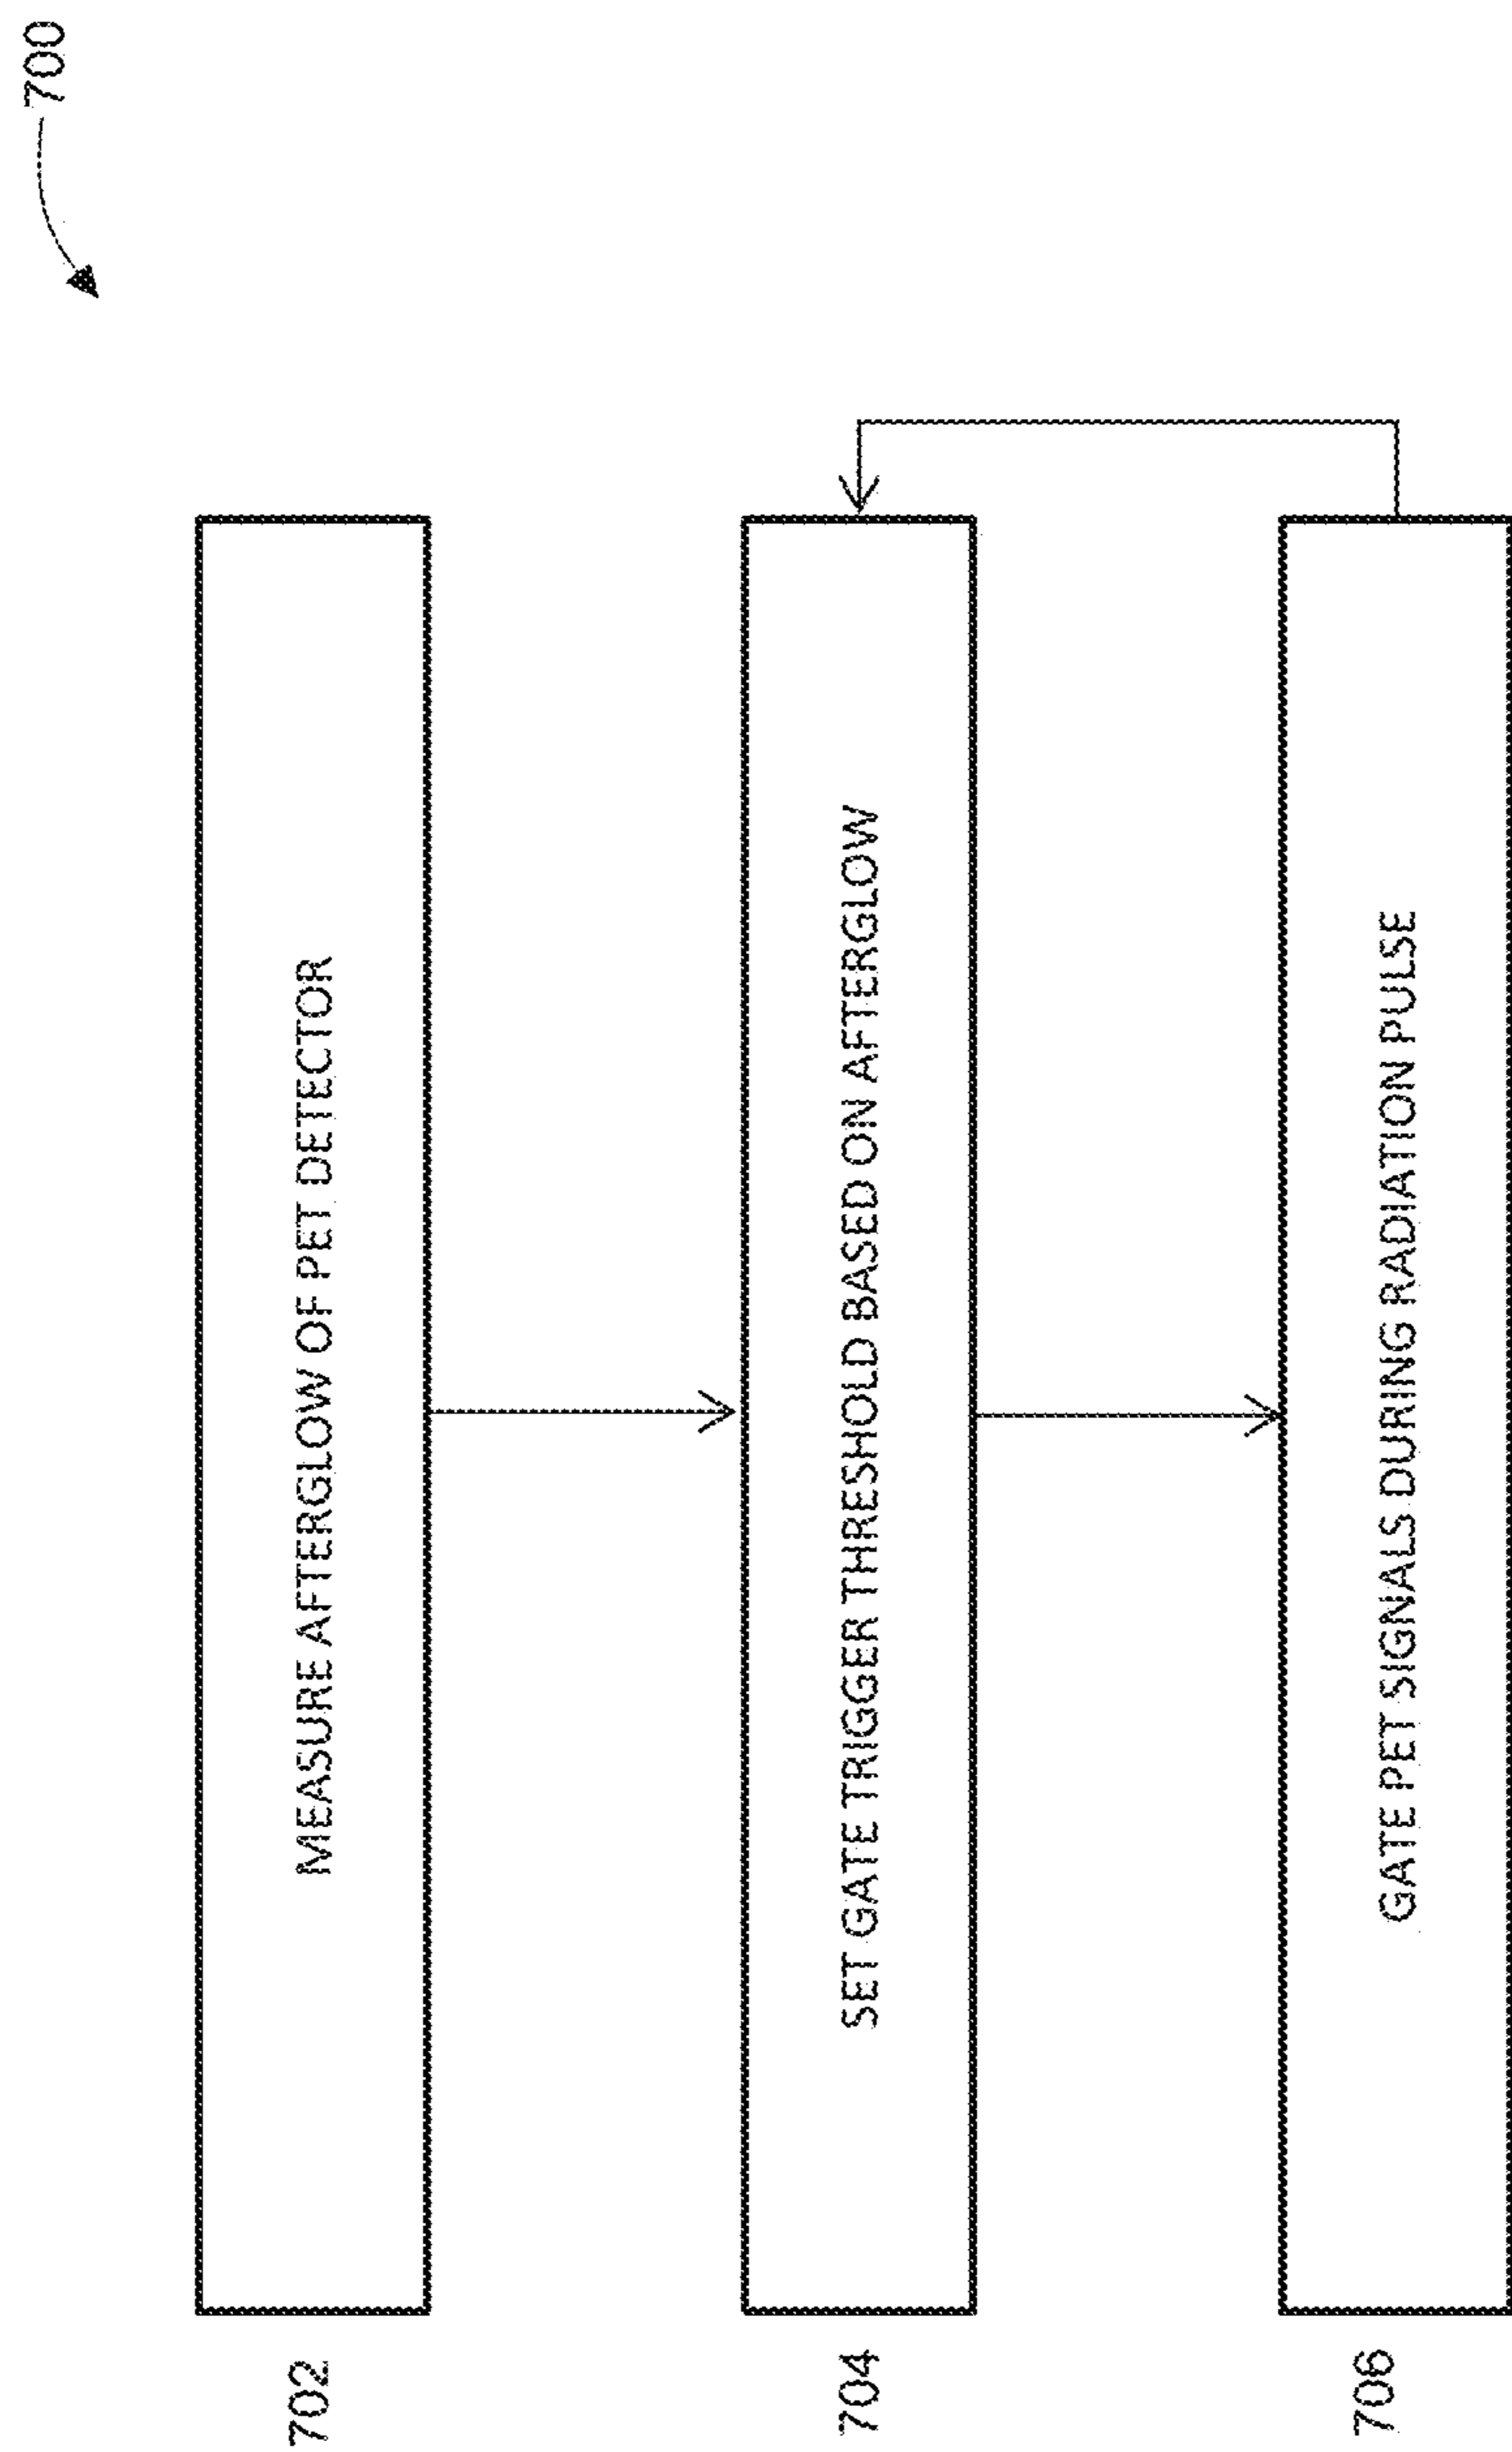 700
702
MEASURE AFTERGLOW OF PET DETECTOR
704
SET GATE TRIGGER THRESHOLD BASED ON AFTERGLOW
706
GATE PET SIGNALS DURING RADIATION PULSE